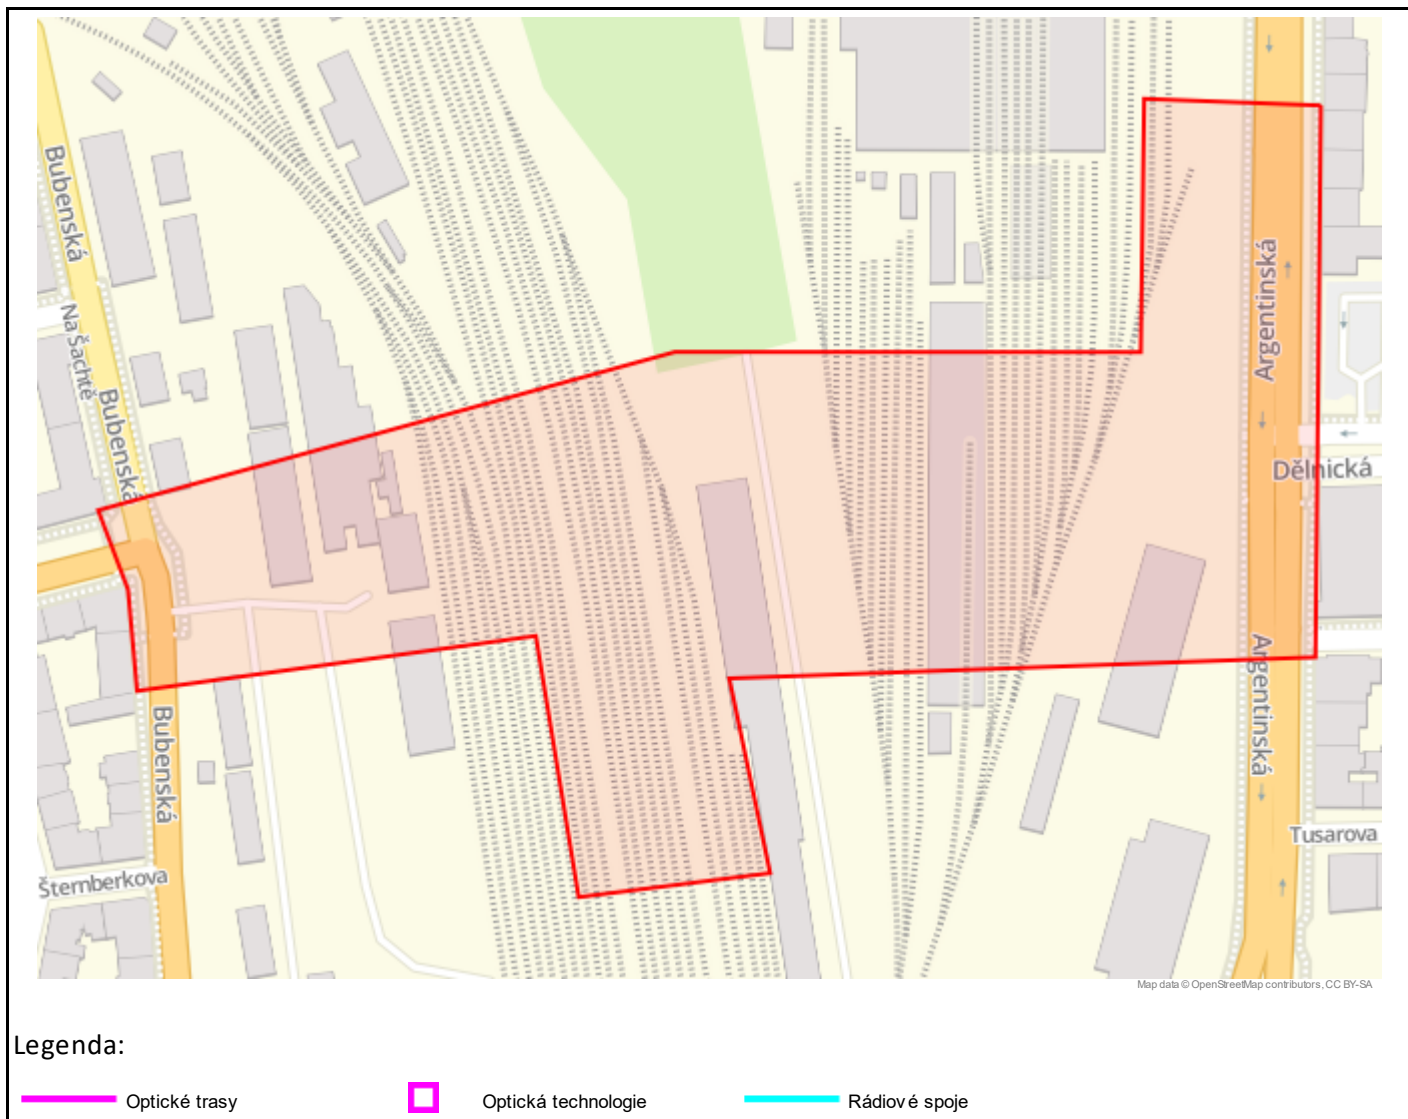 Bubenská
Na Šachtě
Bubenská
Argentinská
Dělnická
Argentinská
Bubenská
Tusarova
Šternberkova
Map data © OpenStreetMap contributors, CC BY-SA
Legenda:
Optické trasy
Optická technologie
Rádiové spoje